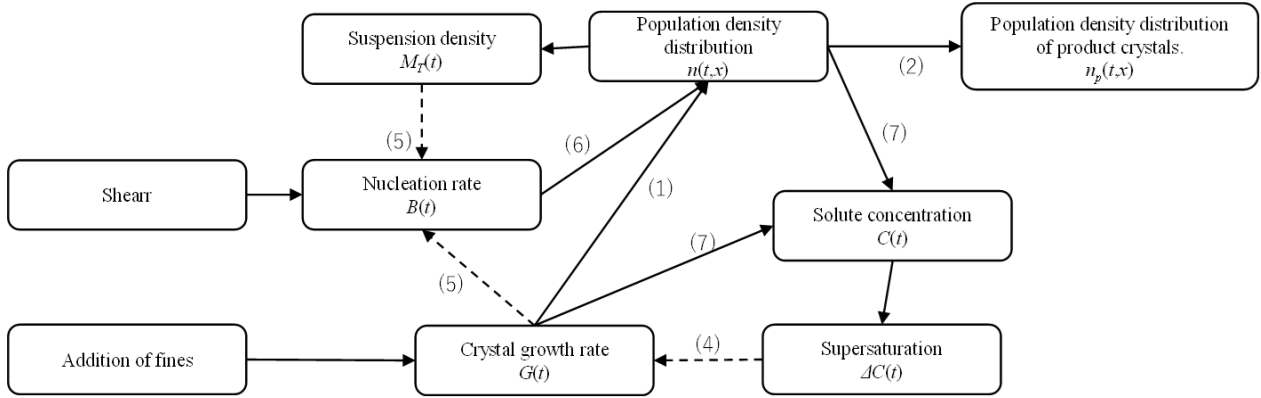 Suspension density
M_T(t)
Population density
distribution
n(t,x)
Population density distribution
of product crystals.
n_p(t,x)
(2)
(5)
(6)
(7)
Shearr
Nucleation rate
B(t)
(1)
Solute concentration
C(t)
(7)
(5)
Addition of fines
Crystal growth rate
G(t)
(4)
Supersaturation
ΔC(t)